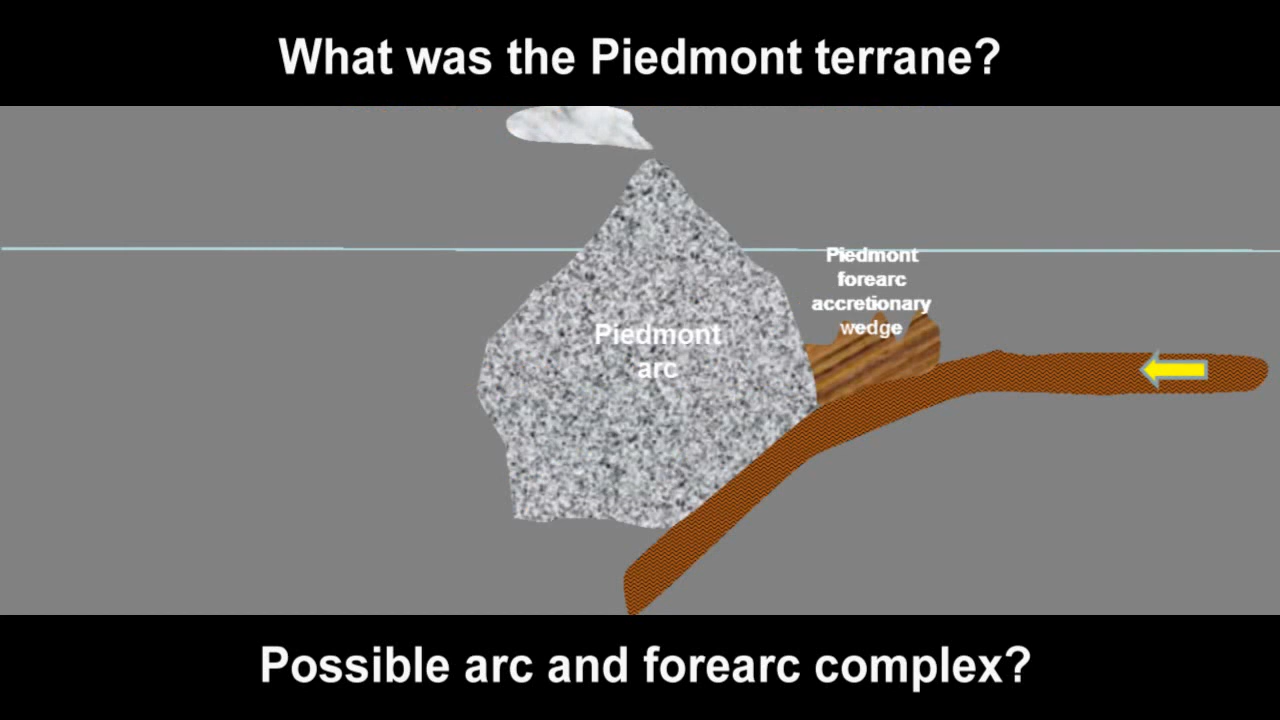 What was the Piedmont terrane?
Piedmont
forearc
accretionary
wedge
Piedmont
arc
Possible arc and forearc complex?